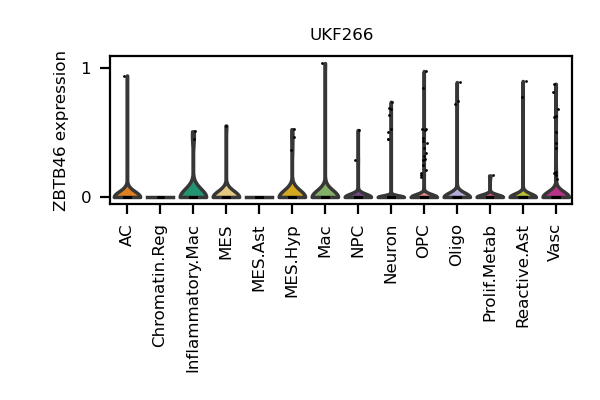 UKF266
ZBTB46 expression
1
0
AC
Chromatin.Reg
Inflammatory.Mac
MES
MES.Ast
MES.Hyp
Mac
NPC
Neuron
OPC
Oligo
Prolif.Metab
Reactive.Ast
Vasc